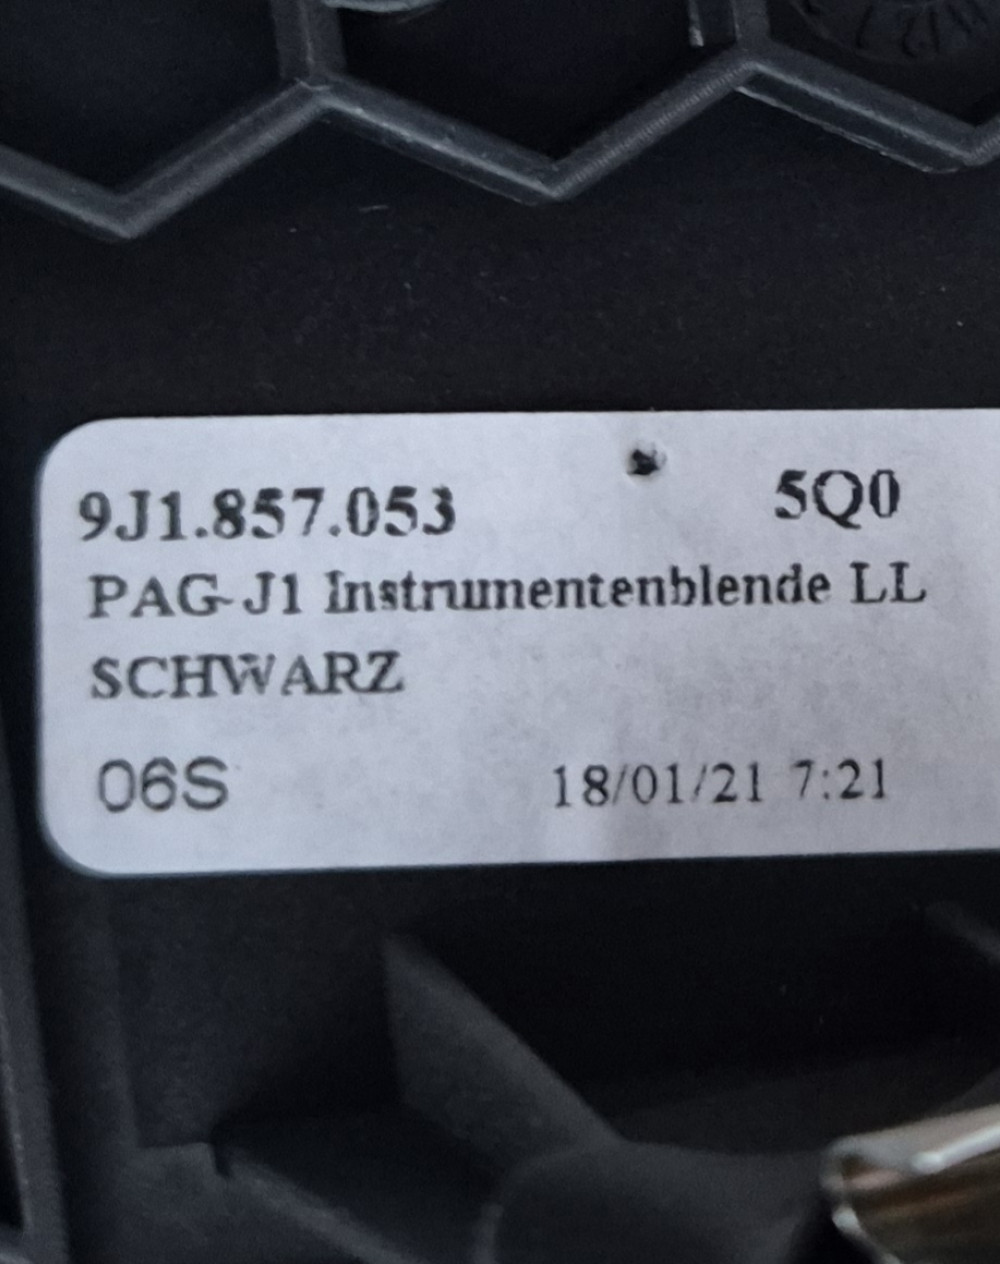 9J1.857.053 5Q0
PAG-J1 Instrumentenblende LL
SCHWARZ
06S 18/01/21 7:21